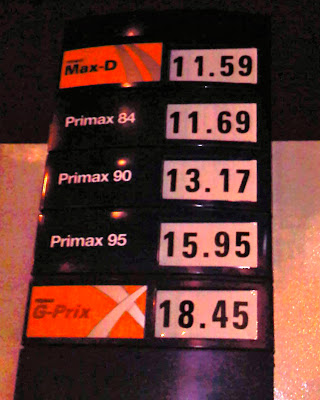 Max-D 11.59
Primax 84 11.69
Primax 90 13.17
Primax 95 15.95
G-Prix 18.45